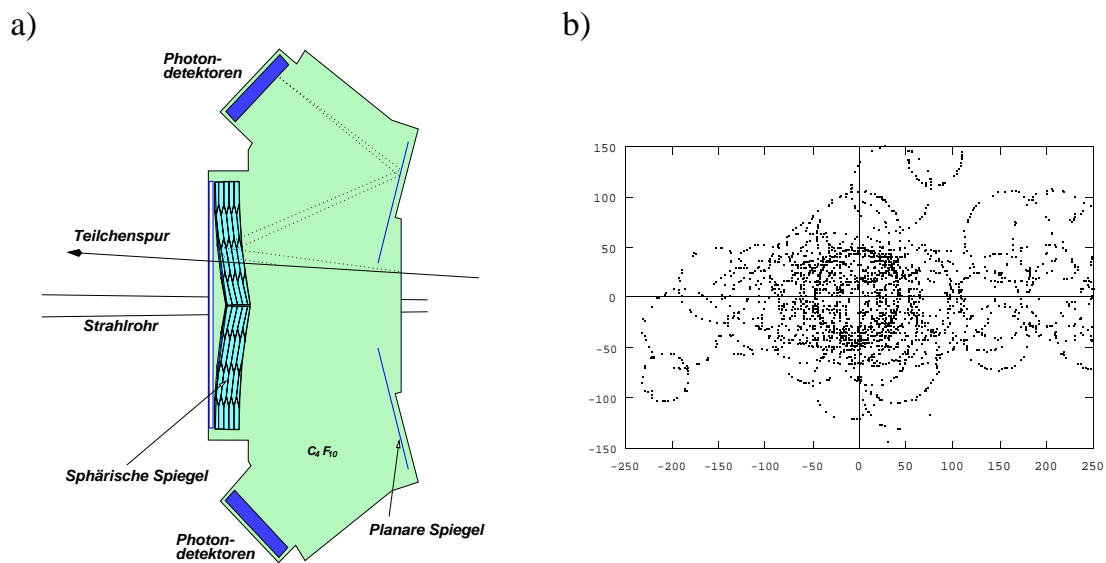 a)
Photon-
detektoren
Teilchenspur
Strahlrohr
C4 F10
Sphärische Spiegel
Planare Spiegel
Photon-
detektoren
b)
150
100
50
0
-50
-100
-150
-250 -200 -150 -100 -50 0 50 100 150 200 250